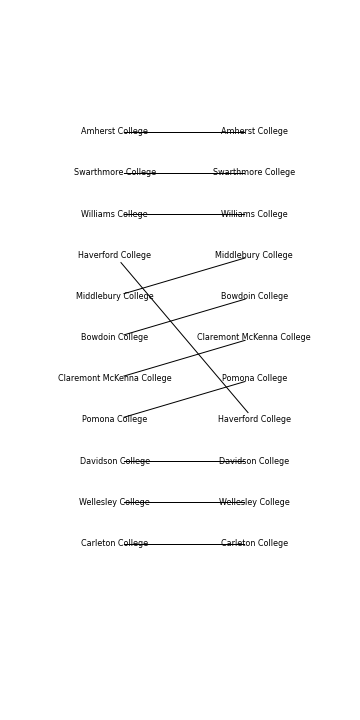 Amherst College Amherst College
Swarthmore College Swarthmore College
Williams College Williams College
Haverford College Middlebury College
Middlebury College Bowdoin College
Bowdoin College Claremont McKenna College
Claremont McKenna College Pomona College
Pomona College Haverford College
Davidson College Davidson College
Wellesley College Wellesley College
Carleton College Carleton College